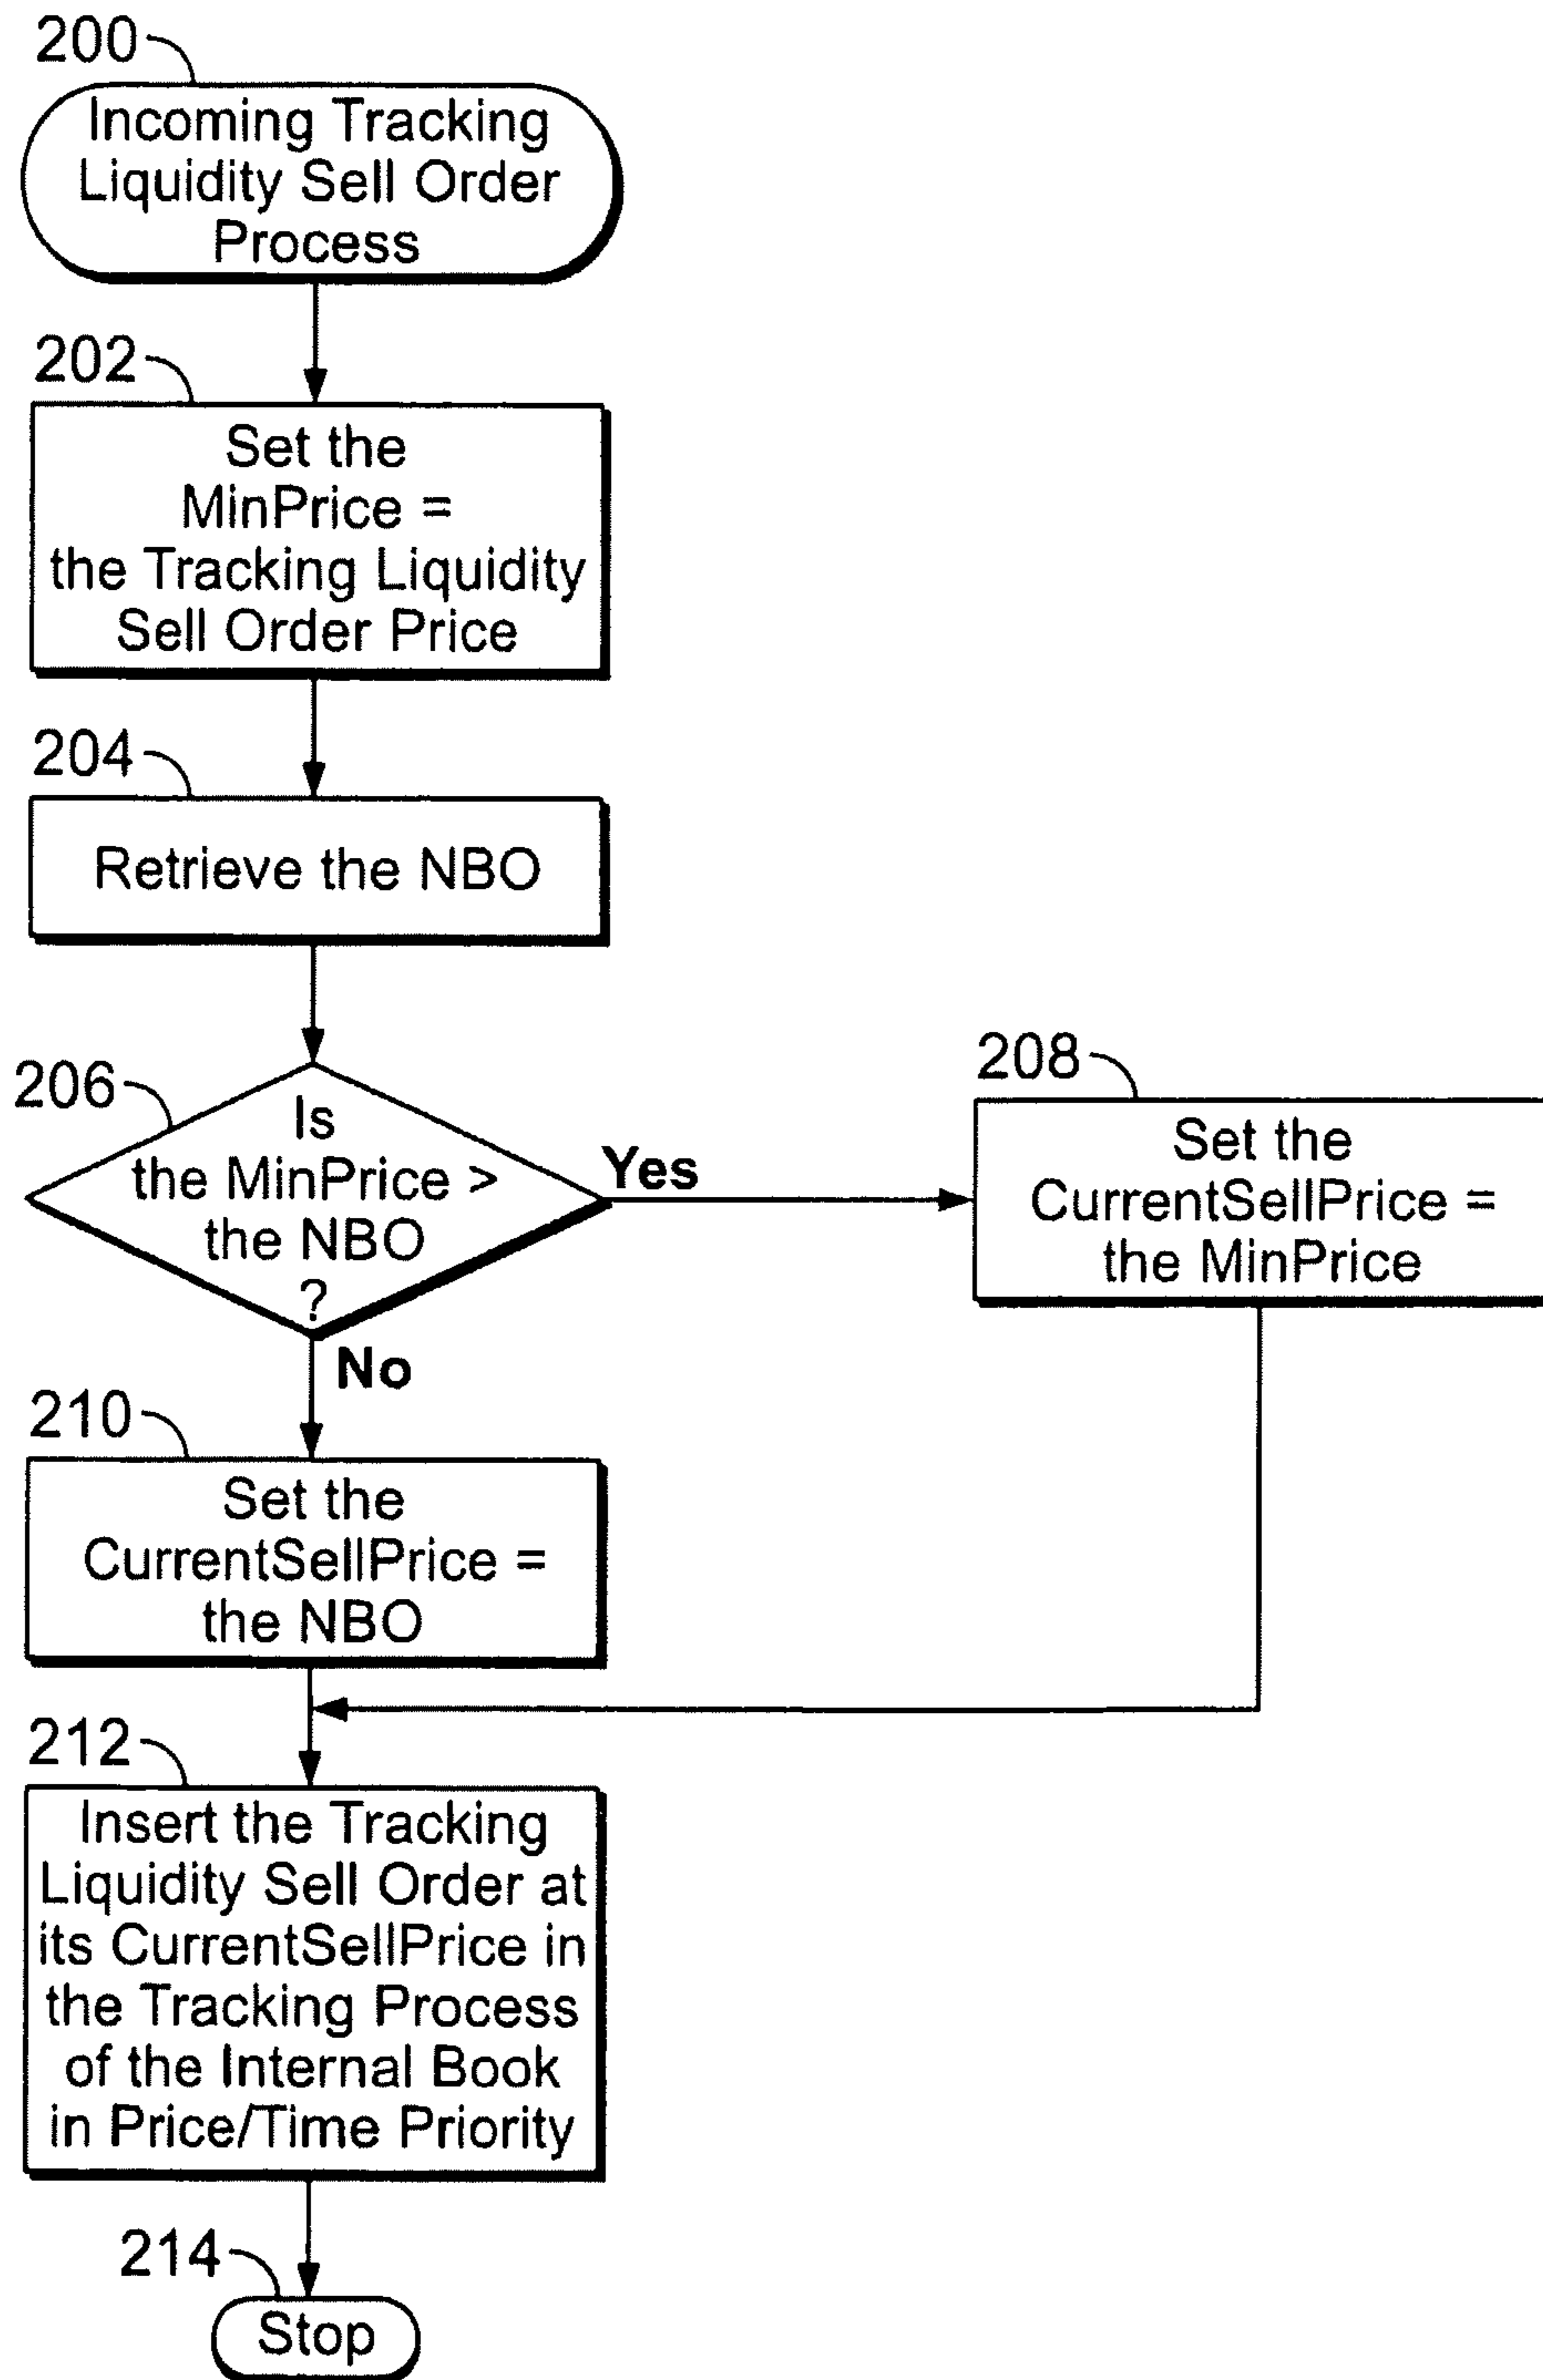 200
Incoming Tracking
Liquidity Sell Order
Process
202
Set the
MinPrice =
the Tracking Liquidity
Sell Order Price
204
Retrieve the NBO
206
Is
the MinPrice >
the NBO
?
Yes
208
Set the
CurrentSellPrice =
the MinPrice
No
210
Set the
CurrentSellPrice =
the NBO
212
Insert the Tracking
Liquidity Sell Order at
its CurrentSellPrice in
the Tracking Process
of the Internal Book
in Price/Time Priority
214
Stop